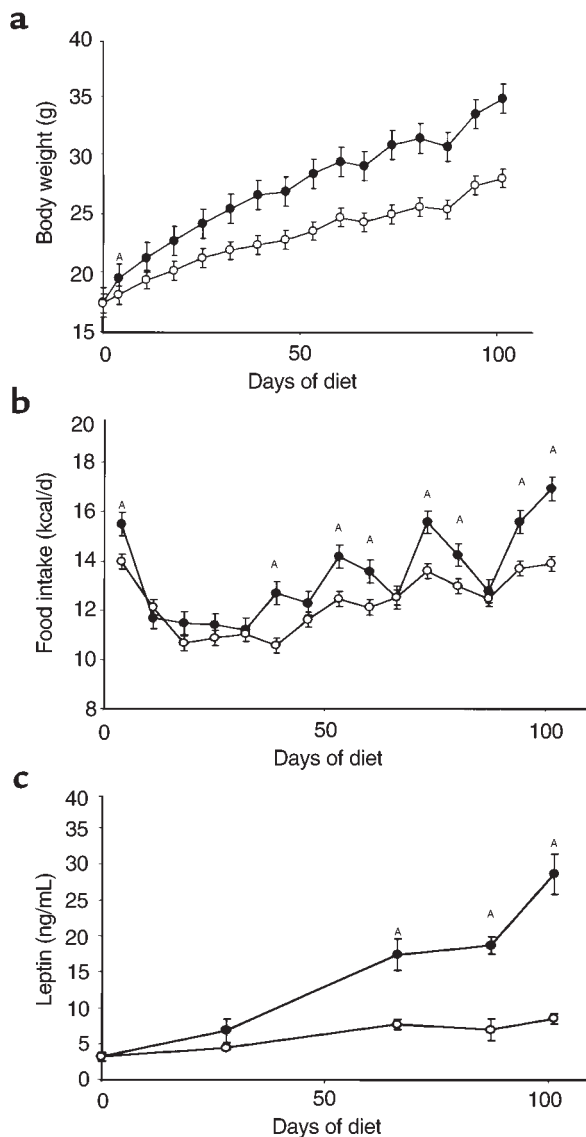 a
40
35
30
25
20
15
Body weight (g)
A
0 50 100
Days of diet
b
20
18
16
14
12
10
8
Food intake (kcal/d)
A A A A A A A A
0 50 100
Days of diet
c
40
35
30
25
20
15
10
5
0
Leptin (ng/mL)
A A A
0 50 100
Days of diet